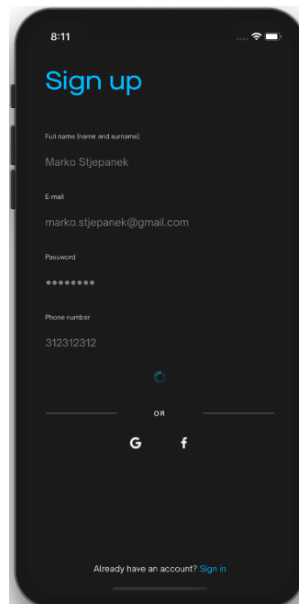 8:11
Sign up
Full name (name and surname)
Marko Stjepanek
E-mail
marko.stjepanek@gmail.com
Password
••••••••
Phone number
312312312
OR
G f
Already have an account? Sign in